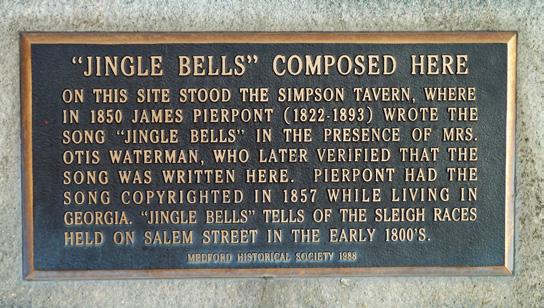 “JINGLE BELLS” COMPOSED HERE
ON THIS SITE STOOD THE SIMPSON TAVERN, WHERE
IN 1850 JAMES PIERPONT (1822-1893) WROTE THE
SONG “JINGLE BELLS” IN THE PRESENCE OF MRS.
OTIS WATERMAN, WHO LATER VERIFIED THAT THE
SONG WAS WRITTEN HERE. PIERPONT HAD THE
SONG COPYRIGHTED IN 1857 WHILE LIVING IN
GEORGIA. “JINGLE BELLS” TELLS OF THE SLEIGH RACES
HELD ON SALEM STREET IN THE EARLY 1800'S.
MEDFORD HISTORICAL SOCIETY 1988